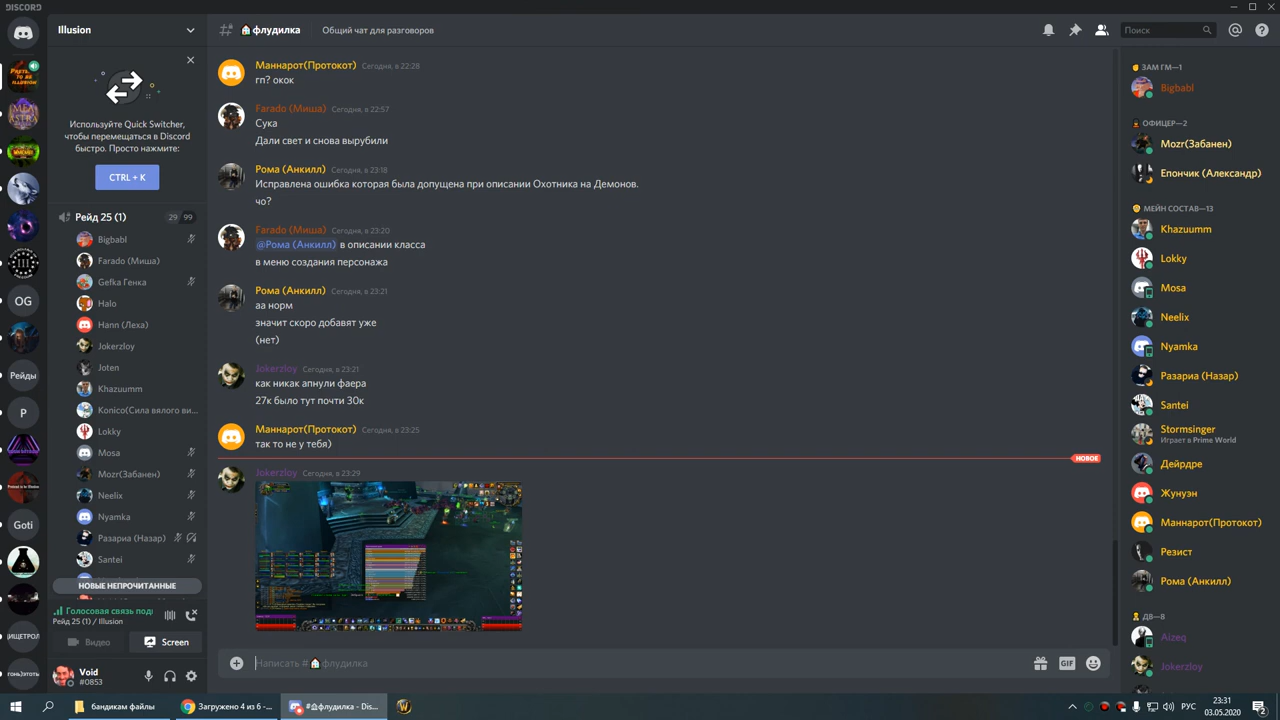 DISCORD
Illusion
флудилка
Общий чат для разговоров
Поиск
Используйте Quick Switcher,
чтобы перемещаться в Discord
быстро. Просто нажмите:
CTRL + K
Рейд 25 (1)
29 99
Bigbabl
Farado (Миша)
Gefka Генка
Halo
Hann (Леха)
Jokerzloy
Joten
Khazuumm
Konico(Сила вялого ви...
Lokky
Mosa
Mozr(Забанен)
Neelix
Nyamka
Разариа (Назар)
Santei
НОВЫЕ НЕПРОЧИТАННЫЕ
Голосовая связь под
Рейд 25 (1) / Illusion
Видео
Screen
Void
#0853
OG
Рейды
P
Goti
ИЩЕТРОЛ
Маннарот(Протокот) Сегодня, в 22:28
гп? окок
Farado (Миша) Сегодня, в 22:57
Сука
Дали свет и снова вырубили
Рома (Анкилл) Сегодня, в 23:18
Исправлена ошибка которая была допущена при описании Охотника на Демонов.
чо?
Farado (Миша) Сегодня, в 23:20
@Рома (Анкилл) в описании класса
в меню создания персонажа
Рома (Анкилл) Сегодня, в 23:21
аа норм
значит скоро добавят уже
(нет)
Jokerzloy Сегодня, в 23:21
как никак апнули фаера
27к было тут почти 30к
Маннарот(Протокот) Сегодня, в 23:25
так то не у тебя)
НОВОЕ
Jokerzloy Сегодня, в 23:29
Написать #флудилка
GIF
ЗАМ ГМ—1
Bigbabl
ОФИЦЕР—2
Mozr(Забанен)
Епончик (Александр)
МЕЙН СОСТАВ—13
Khazuumm
Lokky
Mosa
Neelix
Nyamka
Разариа (Назар)
Santei
Stormsinger
Играет в Prime World
Дейрдре
Жунуэн
Маннарот(Протокот)
Резист
Рома (Анкилл)
ДВ—8
Aizeq
Jokerzloy
бандикам файлы
Загружено 4 из 6 -...
#флудилка - Dis...
РУС
23:31
03.05.2020
2